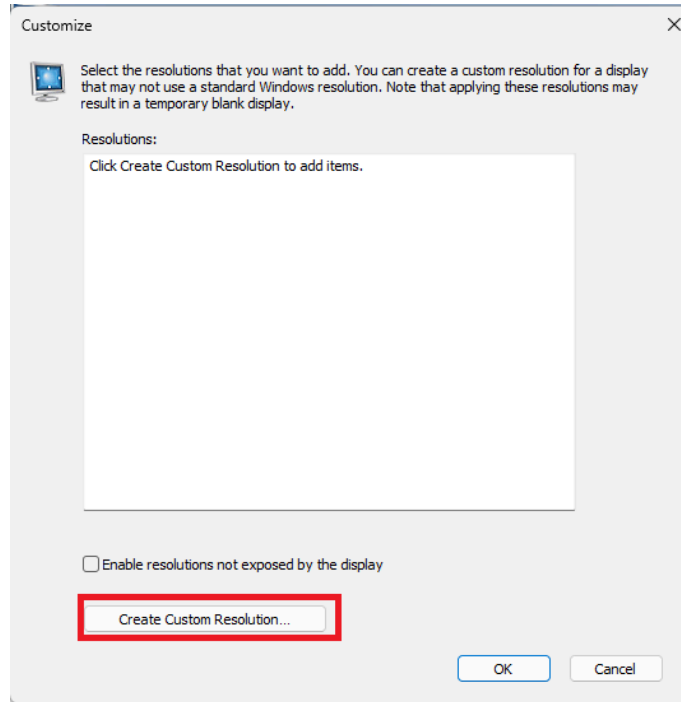 Customize
Select the resolutions that you want to add. You can create a custom resolution for a display
that may not use a standard Windows resolution. Note that applying these resolutions may
result in a temporary blank display.
Resolutions:
Click Create Custom Resolution to add items.
Enable resolutions not exposed by the display
Create Custom Resolution...
OK
Cancel